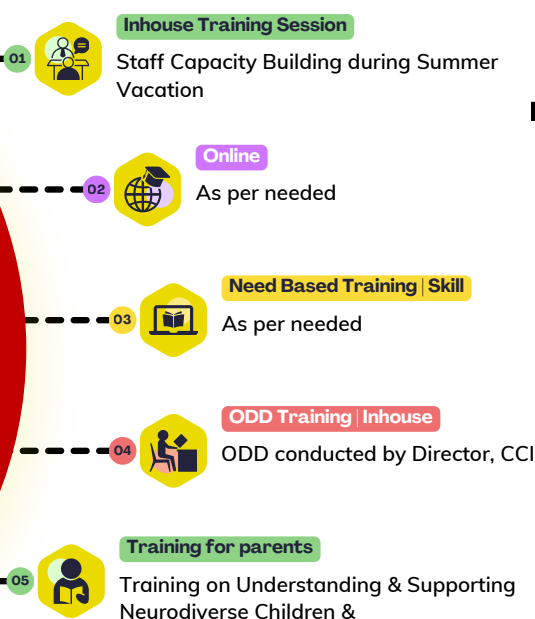 Inhouse Training Session
01
Staff Capacity Building during Summer
Vacation
Online
02
As per needed
Need Based Training | Skill
03
As per needed
ODD Training | Inhouse
04
ODD conducted by Director, CCI
Training for parents
05
Training on Understanding & Supporting
Neurodiverse Children &